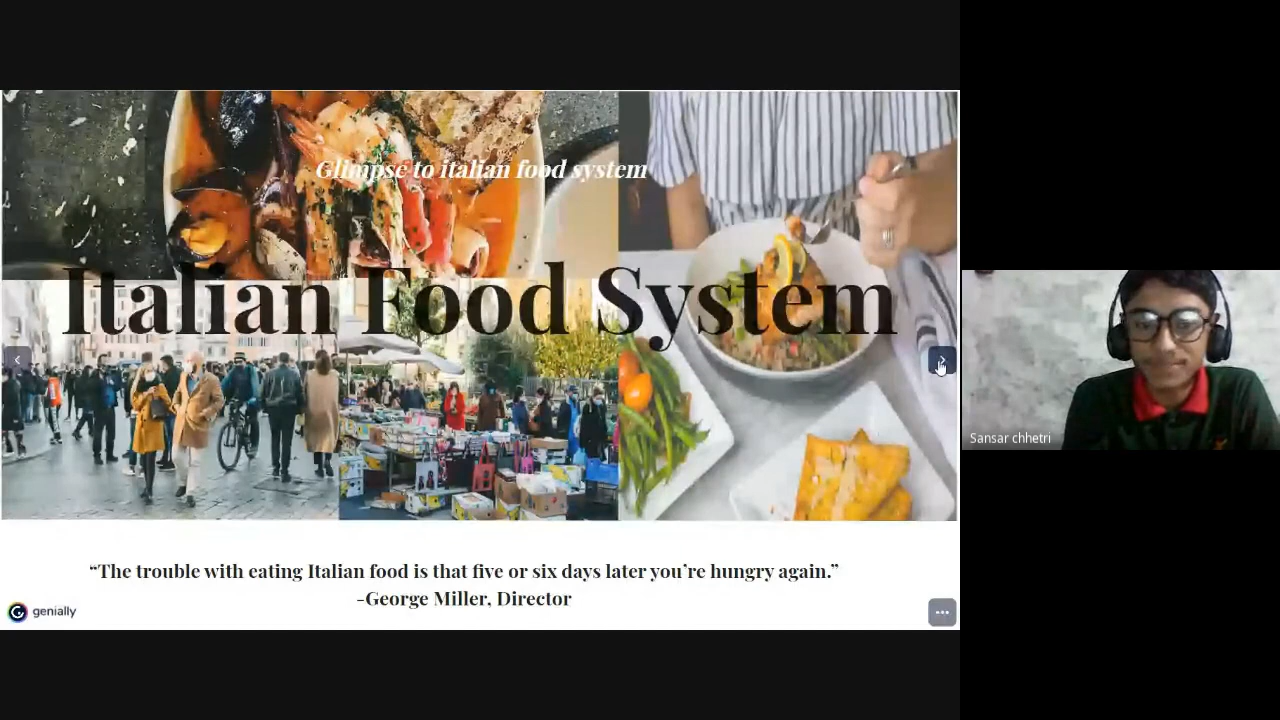 Glimpse to italian food system
Italian Food System
“The trouble with eating Italian food is that five or six days later you’re hungry again.”
-George Miller, Director
genially
Sansar chhetri